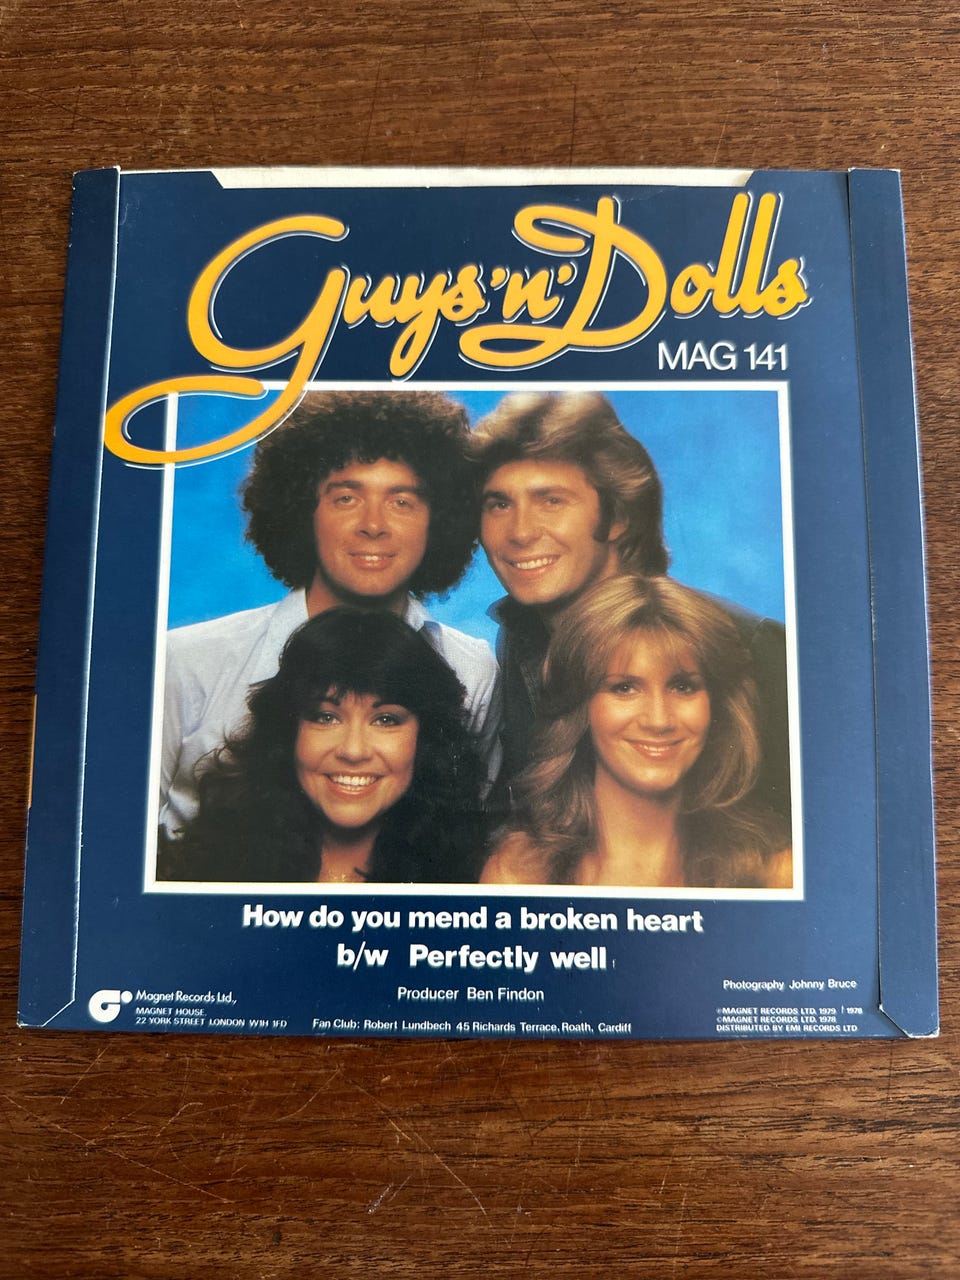 Guys 'n' Dolls
MAG 141
How do you mend a broken heart
b/w Perfectly well
Producer Ben Findon
Photography Johnny Bruce
Magnet Records Ltd.,
MAGNET HOUSE.
22 YORK STREET LONDON W1H 1FD
Fan Club: Robert Lundbech 45 Richards Terrace, Roath, Cardiff
℗MAGNET RECORDS LTD. 1979 / 1978
©MAGNET RECORDS LTD. 1978
DISTRIBUTED BY EMI RECORDS LTD